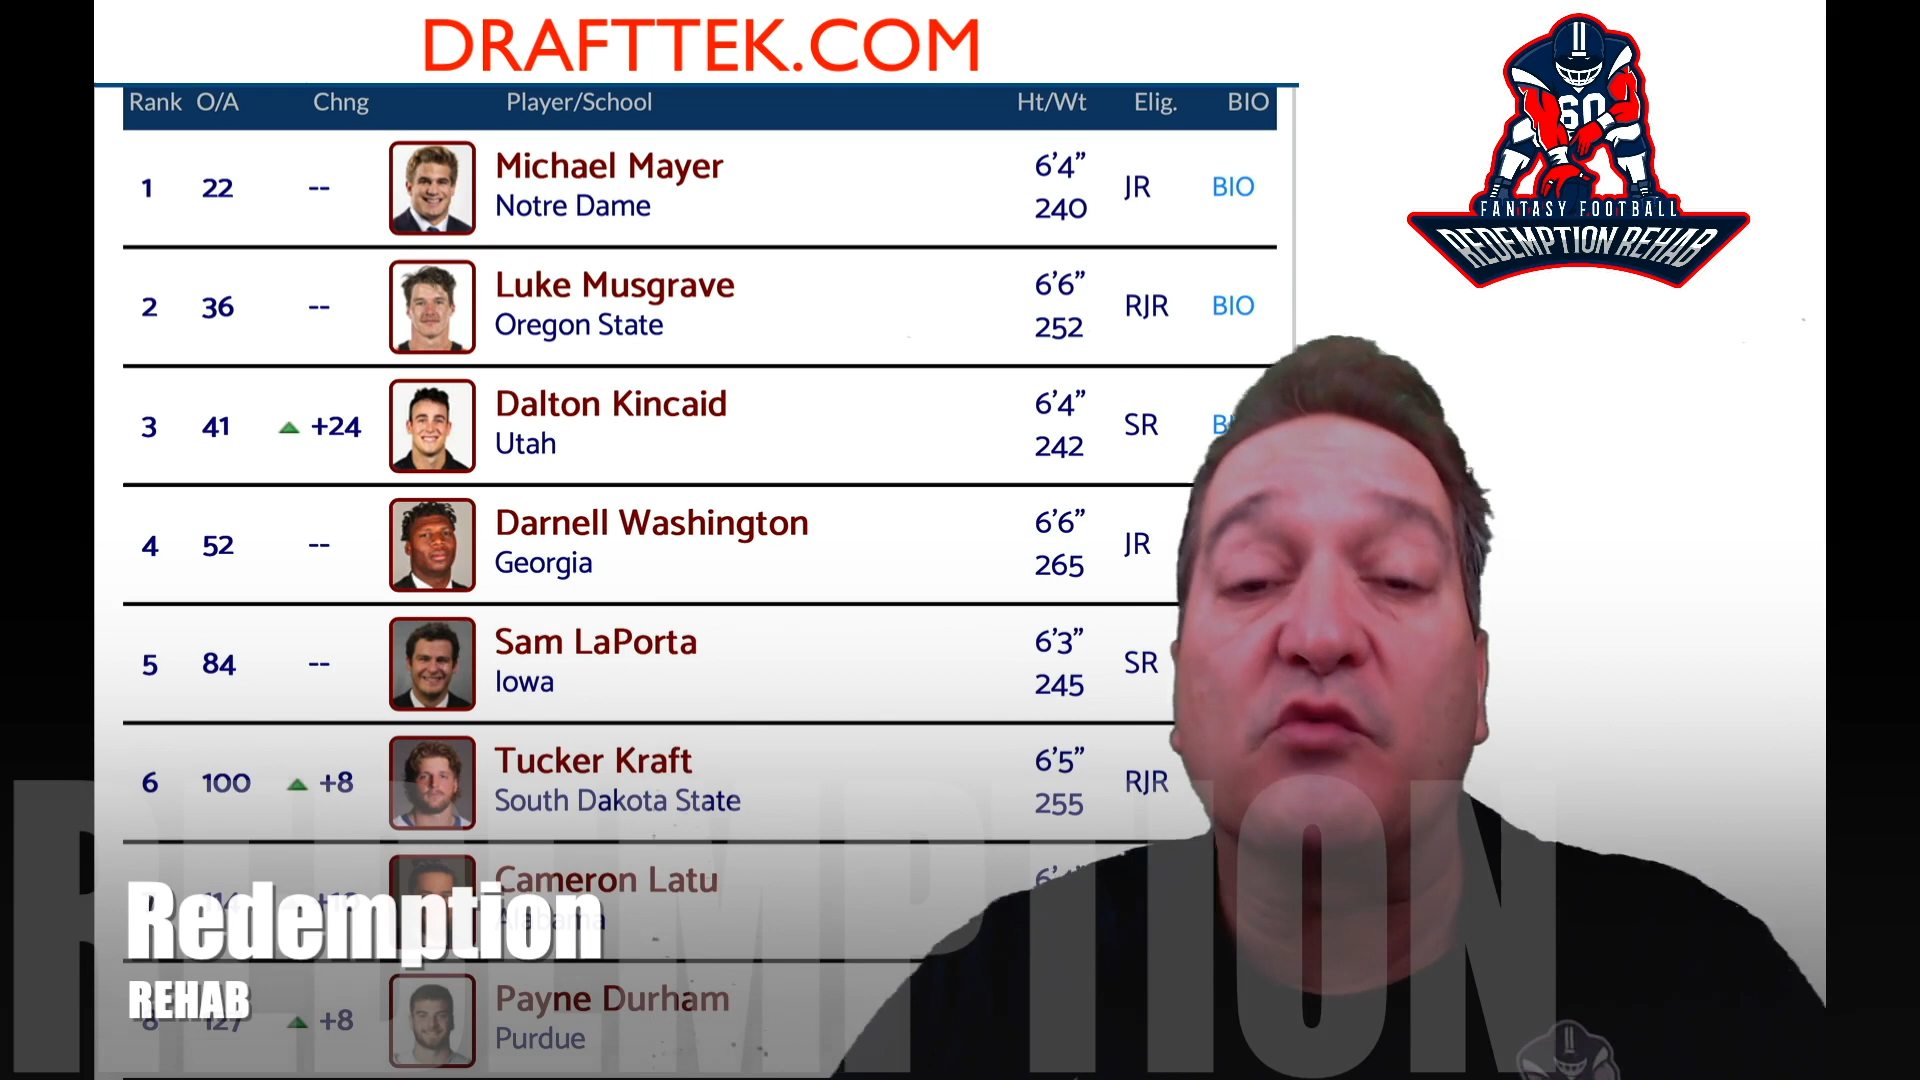 DRAFTTEK.COM
Rank O/A Chng Player/School Ht/Wt Elig. BIO
1 22 -- Michael Mayer 6'4" JR BIO
Notre Dame 240
2 36 -- Luke Musgrave 6'6" RJR BIO
Oregon State 252
3 41 +24 Dalton Kincaid 6'4" SR
Utah 242
4 52 -- Darnell Washington 6'6" JR
Georgia 265
5 84 -- Sam LaPorta 6'3" SR
Iowa 245
6 100 +8 Tucker Kraft 6'5" RJR
South Dakota State 255
Cameron Latu
Alabama
8 127 +8 Payne Durham
Purdue
60
FANTASY FOOTBALL
REDEMPTION REHAB
REDEMPTION
Redemption
REHAB